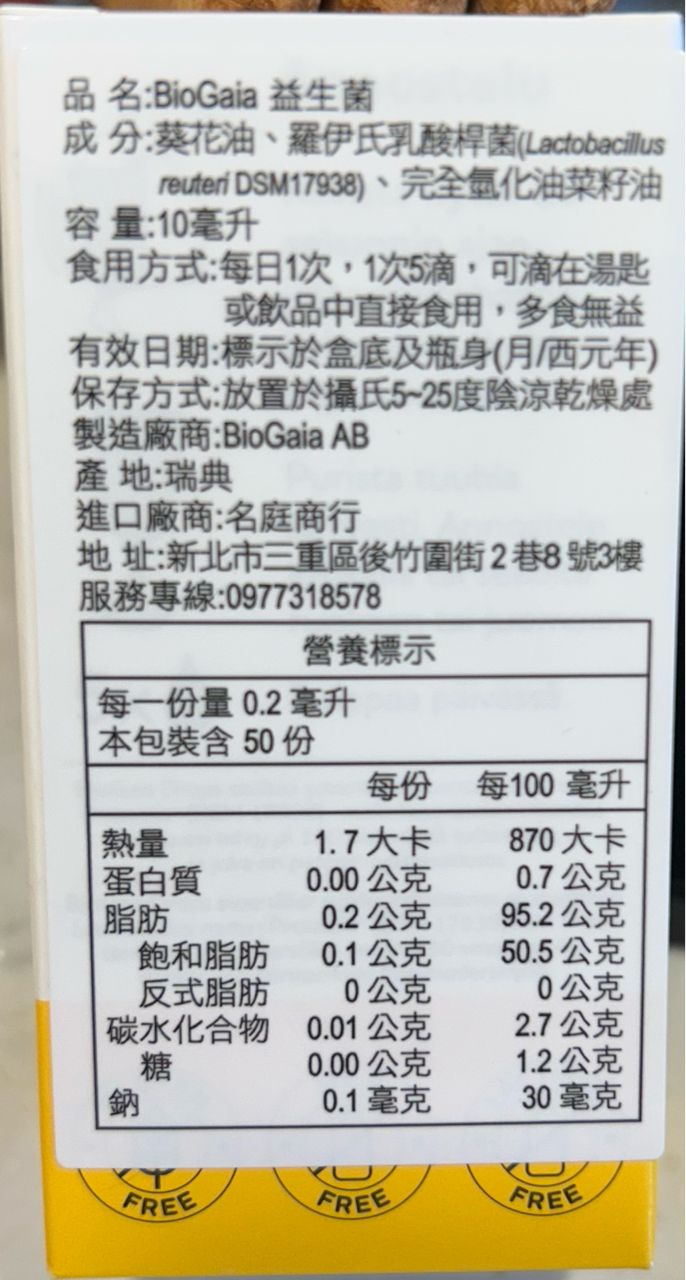 品 名:BioGaia 益生菌
成 分:葵花油、羅伊氏乳酸桿菌(Lactobacillus
reuteri DSM17938)、完全氫化油菜籽油
容 量:10毫升
食用方式:每日1次，1次5滴，可滴在湯匙
或飲品中直接食用，多食無益
有效日期:標示於盒底及瓶身(月/西元年)
保存方式:放置於攝氏5~25度陰涼乾燥處
製造廠商:BioGaia AB
產 地:瑞典
進口廠商:名庭商行
地 址:新北市三重區後竹圍街2巷8號3樓
服務專線:0977318578
營養標示
每一份量 0.2 毫升
本包裝含 50 份
每份 每100 毫升
熱量 1.7 大卡 870 大卡
蛋白質 0.00 公克 0.7 公克
脂肪 0.2 公克 95.2 公克
飽和脂肪 0.1 公克 50.5 公克
反式脂肪 0 公克 0 公克
碳水化合物 0.01 公克 2.7 公克
糖 0.00 公克 1.2 公克
鈉 0.1 毫克 30 毫克
FREE FREE FREE